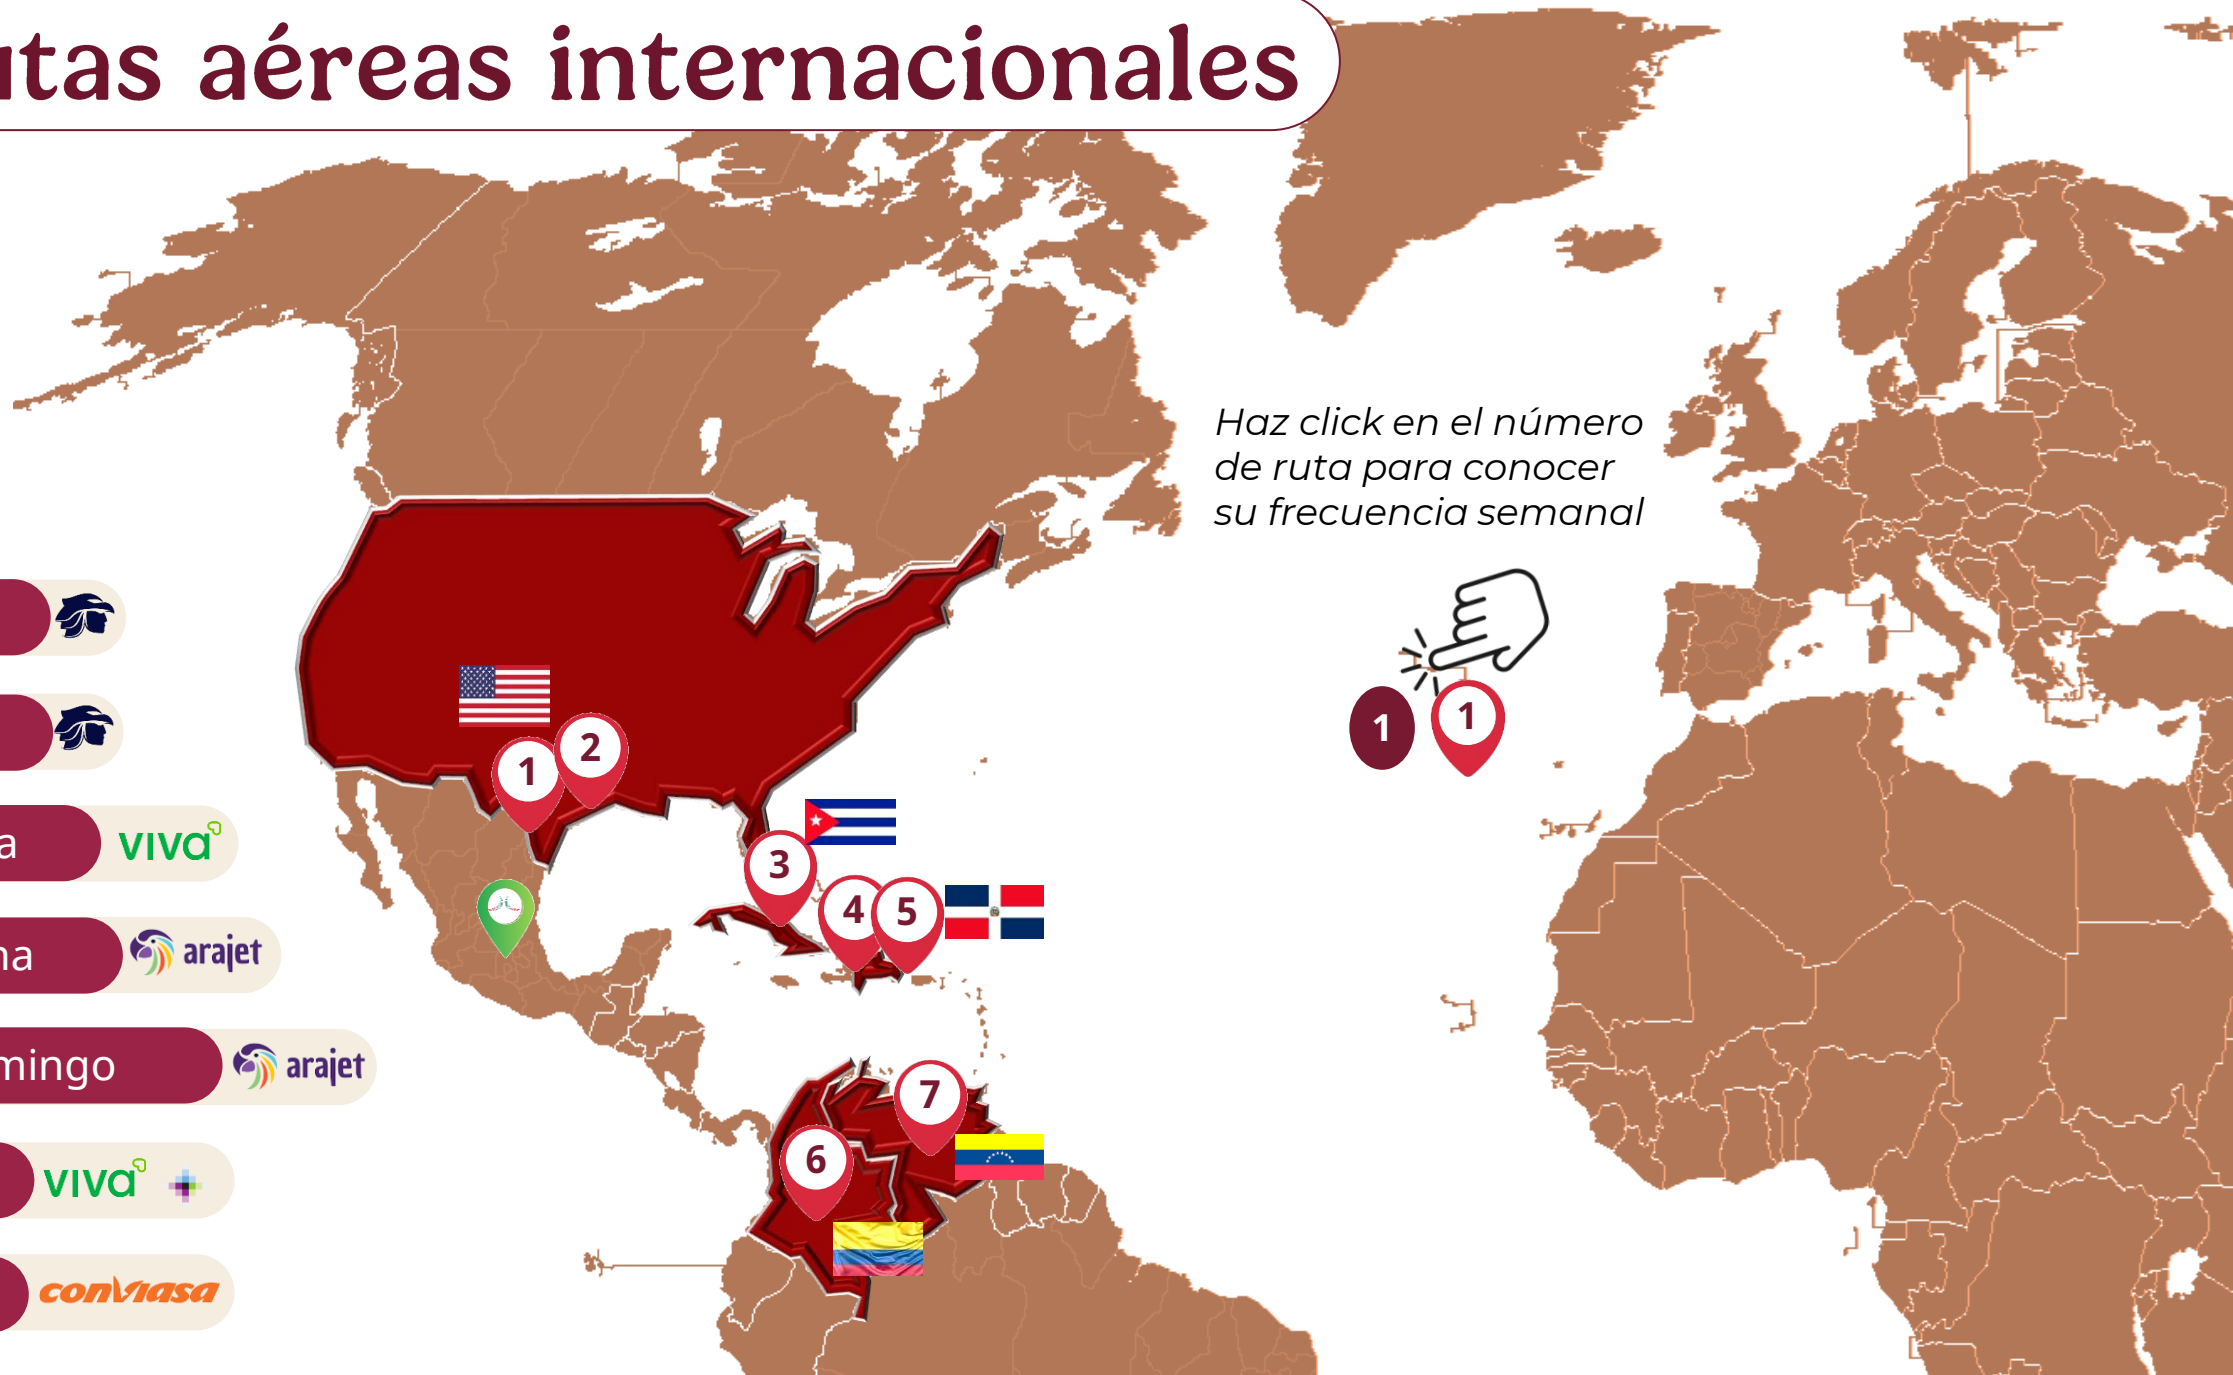 utas aéreas internacionales
Haz click en el número
de ruta para conocer
su frecuencia semanal
1
1
1
2
3
4
5
6
7
a
viva
na
arajet
mingo
arajet
viva
conviasa